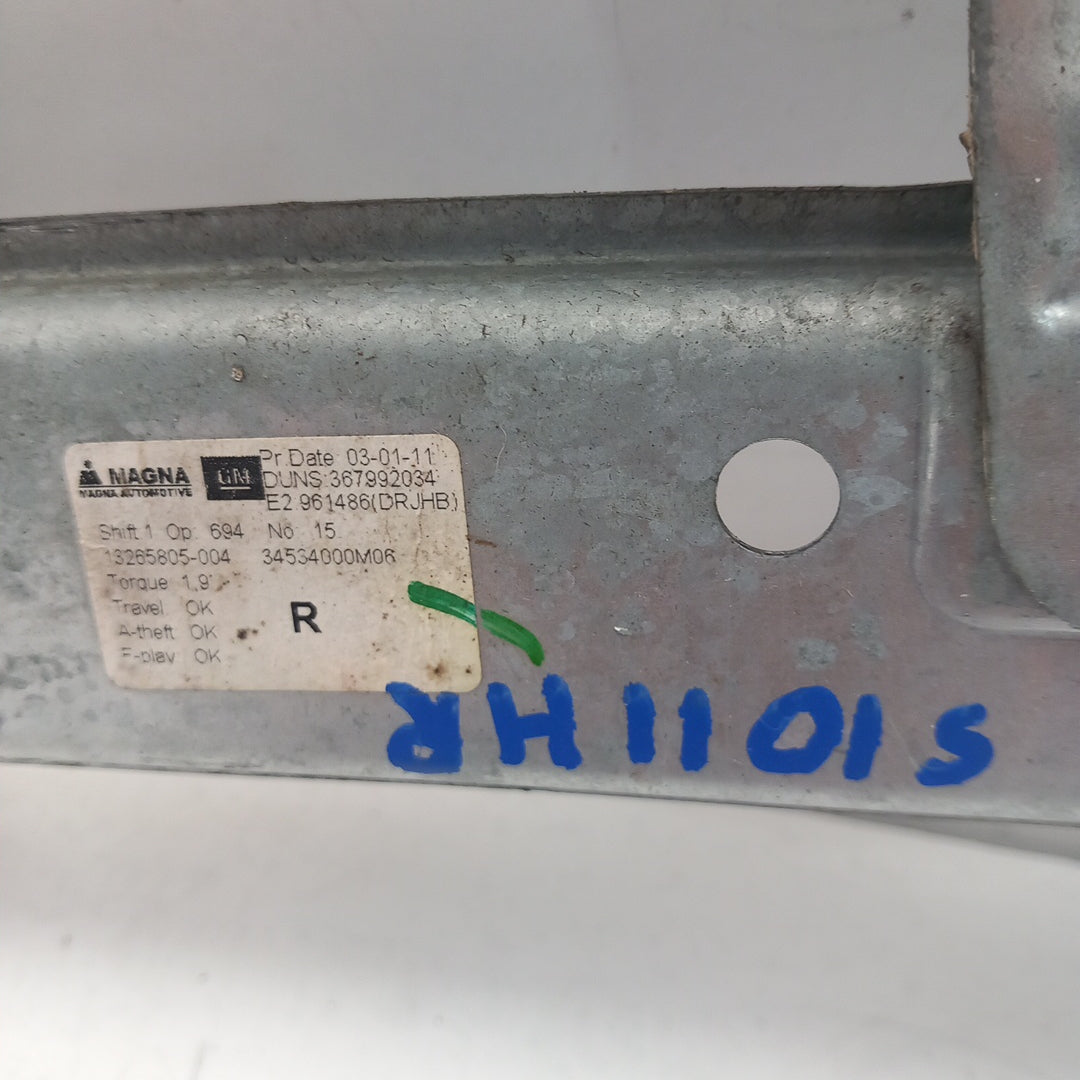 MAGNA
MAGNA AUTOMOTIVE
GM
Pr.Date 03-01-11
DUNS:367992034
E2 961486(DRJHB)
Shift 1 Op. 694 No 15
13265805-004 34534000M06
Torque 1,9
Travel OK
A-theft OK
F-play OK
R
S1011HR